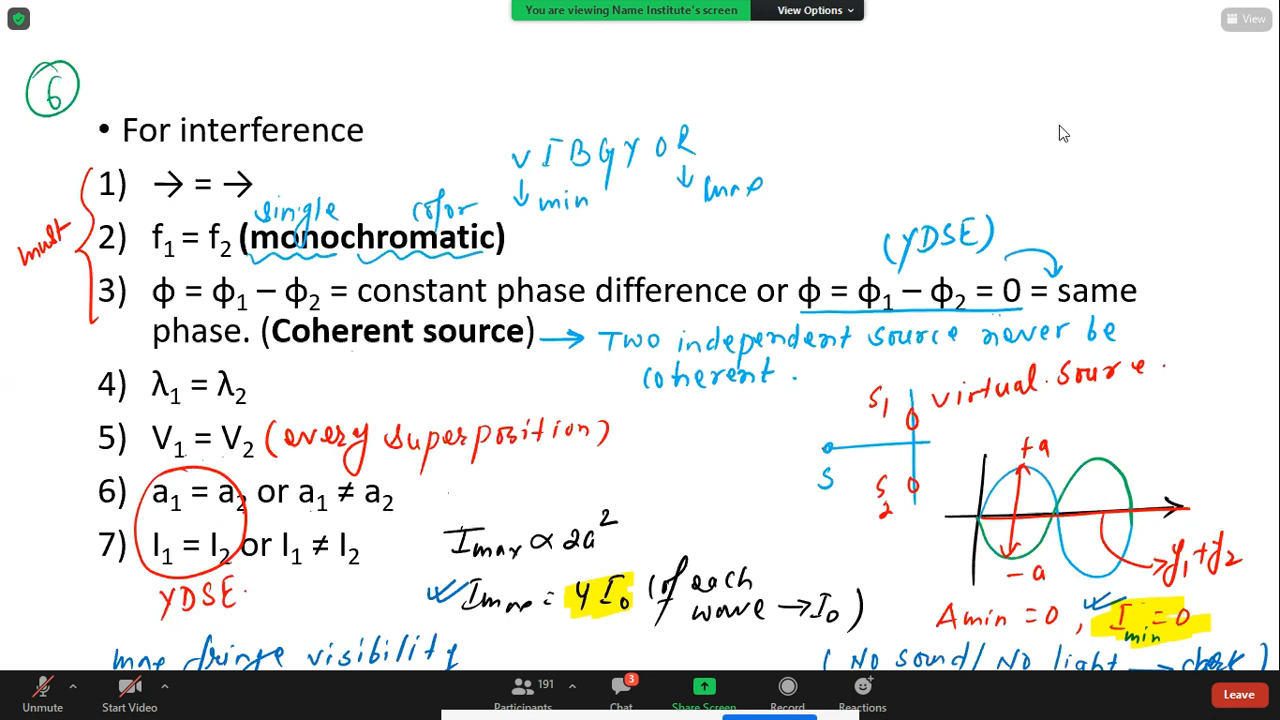 You are viewing Name Institute's screen
View Options
View
6
• For interference
V I B G Y O R
min
max
must
1) → = →
single color
2) f₁ = f₂ (monochromatic)
(YDSE)
3) ϕ = ϕ₁ – ϕ₂ = constant phase difference or ϕ = ϕ₁ – ϕ₂ = 0 = same
phase. (Coherent source) → Two independent source never be
coherent.
4) λ₁ = λ₂
S₁ virtual source.
S
S₂
5) V₁ = V₂ (every superposition)
6) a₁ = a₂ or a₁ ≠ a₂
7) I₁ = I₂ or I₁ ≠ I₂
YDSE.
Imax ∝ 2a²
Imax = 4I₀ (of each
wave → I₀)
+a
-a
y₁+y₂
Amin = 0, Imin = 0
max fringe visibility
(No sound/No light → dark)
Unmute
Start Video
191
Participants
3
Chat
Share Screen
Record
Reactions
Leave